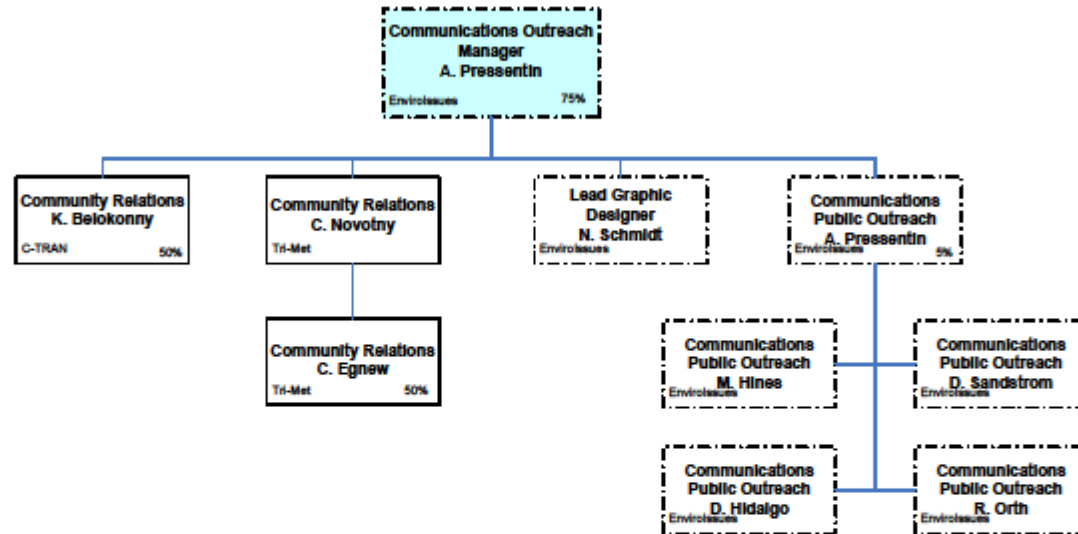 Communications Outreach
Manager
A. Pressentin
EnviroIssues 75%
Community Relations
K. Belokonny
C-TRAN 50%
Community Relations
C. Novotny
Tri-Met
Lead Graphic
Designer
N. Schmidt
EnviroIssues
Communications
Public Outreach
A. Pressentin
EnviroIssues 5%
Community Relations
C. Egnew
Tri-Met 50%
Communications
Public Outreach
M. Hines
EnviroIssues
Communications
Public Outreach
D. Sandstrom
EnviroIssues
Communications
Public Outreach
D. Hidalgo
EnviroIssues
Communications
Public Outreach
R. Orth
EnviroIssues